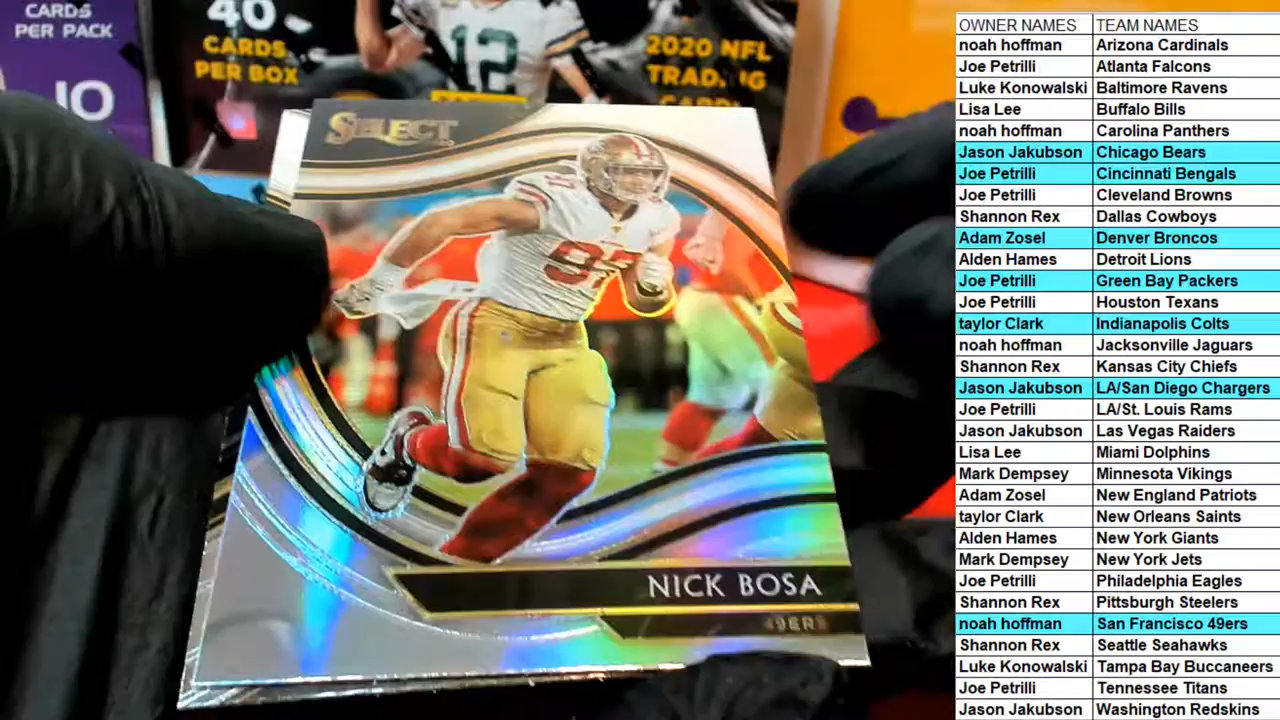 CARDS
PER PACK
10
40
CARDS
PER BOX
12
2020 NFL
TRADING
SELECT
97
97
NICK BOSA
49ERS
OWNER NAMES TEAM NAMES
noah hoffman Arizona Cardinals
Joe Petrilli Atlanta Falcons
Luke Konowalski Baltimore Ravens
Lisa Lee Buffalo Bills
noah hoffman Carolina Panthers
Jason Jakubson Chicago Bears
Joe Petrilli Cincinnati Bengals
Joe Petrilli Cleveland Browns
Shannon Rex Dallas Cowboys
Adam Zosel Denver Broncos
Alden Hames Detroit Lions
Joe Petrilli Green Bay Packers
Joe Petrilli Houston Texans
taylor Clark Indianapolis Colts
noah hoffman Jacksonville Jaguars
Shannon Rex Kansas City Chiefs
Jason Jakubson LA/San Diego Chargers
Joe Petrilli LA/St. Louis Rams
Jason Jakubson Las Vegas Raiders
Lisa Lee Miami Dolphins
Mark Dempsey Minnesota Vikings
Adam Zosel New England Patriots
taylor Clark New Orleans Saints
Alden Hames New York Giants
Mark Dempsey New York Jets
Joe Petrilli Philadelphia Eagles
Shannon Rex Pittsburgh Steelers
noah hoffman San Francisco 49ers
Shannon Rex Seattle Seahawks
Luke Konowalski Tampa Bay Buccaneers
Joe Petrilli Tennessee Titans
Jason Jakubson Washington Redskins